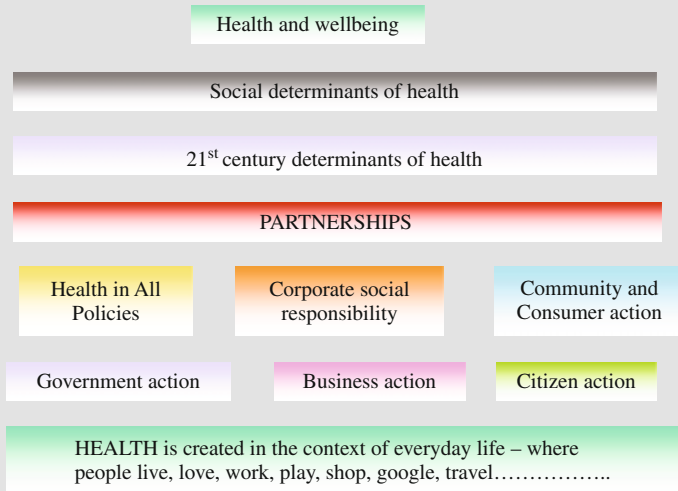 Health and wellbeing
Social determinants of health
21st century determinants of health
PARTNERSHIPS
Health in All
Policies
Corporate social
responsibility
Community and
Consumer action
Government action
Business action
Citizen action
HEALTH is created in the context of everyday life – where
people live, love, work, play, shop, google, travel……………..